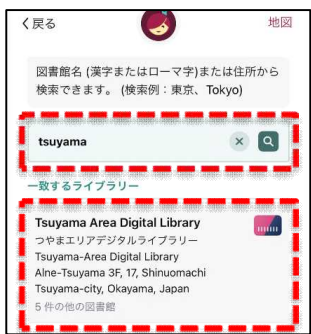 く戻る
地図
図書館名 (漢字またはローマ字)または住所から
検索できます。 (検索例：東京、Tokyo)
tsuyama
一致するライブラリー
Tsuyama Area Digital Library
つやまエリアデジタルライブラリー
Tsuyama-Area Digital Library
Alne-Tsuyama 3F, 17, Shinuomachi
Tsuyama-city, Okayama, Japan
5 件の他の図書館